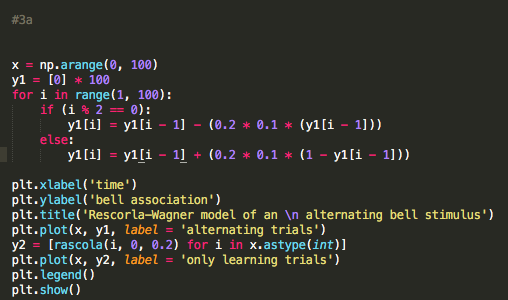 #3a
x = np.arange(0, 100)
y1 = [0] * 100
for i in range(1, 100):
    if (i % 2 == 0):
        y1[i] = y1[i - 1] - (0.2 * 0.1 * (y1[i - 1]))
    else:
        y1[i] = y1[i - 1] + (0.2 * 0.1 * (1 - y1[i - 1]))
plt.xlabel('time')
plt.ylabel('bell association')
plt.title('Rescorla-Wagner model of an \n alternating bell stimulus')
plt.plot(x, y1, label = 'alternating trials')
y2 = [rascola(i, 0, 0.2) for i in x.astype(int)]
plt.plot(x, y2, label = 'only learning trials')
plt.legend()
plt.show()